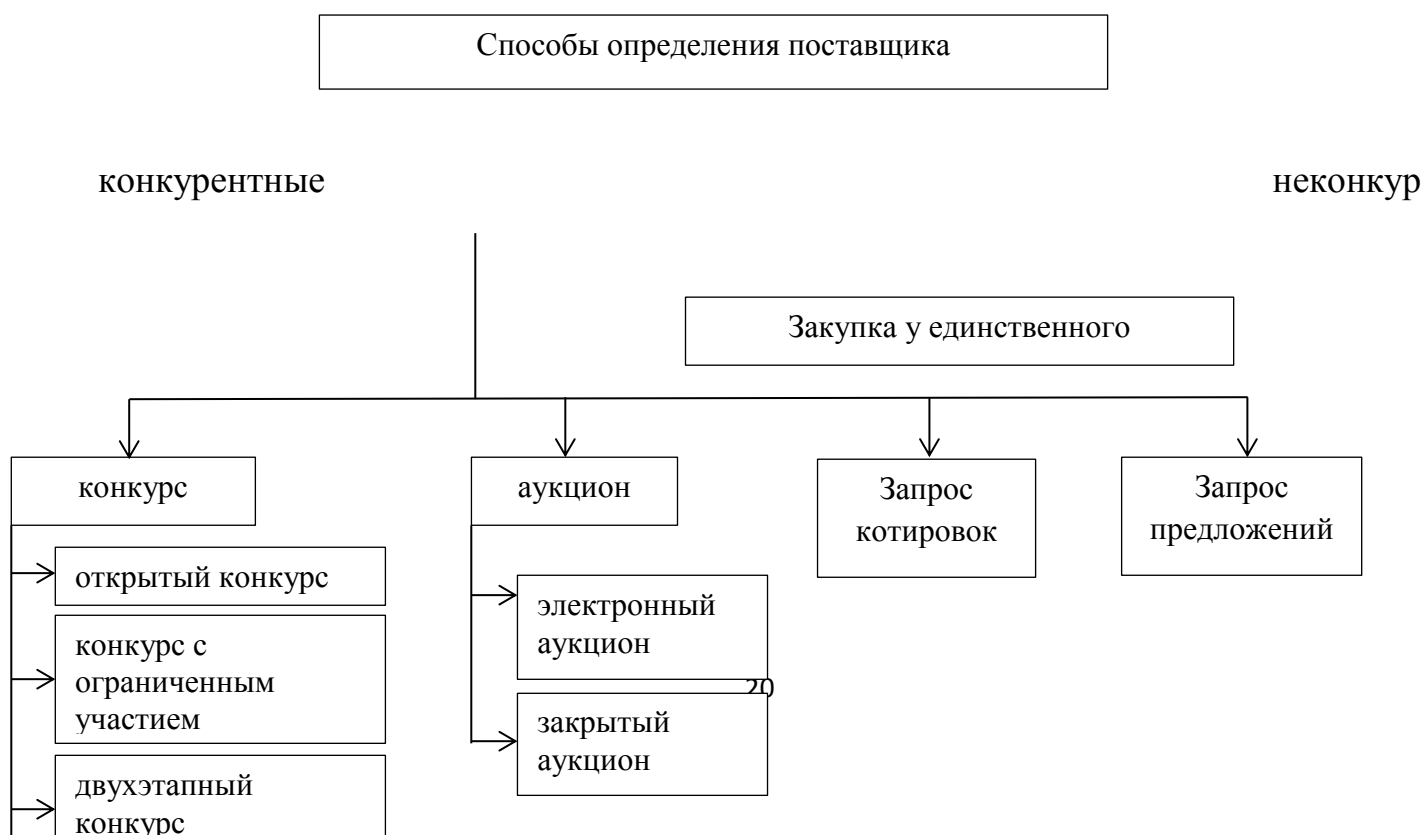 Способы определения поставщика
конкурентные
неконкур
Закупка у единственного
конкурс
аукцион
Запрос
котировок
Запрос
предложений
открытый конкурс
конкурс с
ограниченным
участием
двухэтапный
конкурс
электронный
аукцион
20
закрытый
аукцион